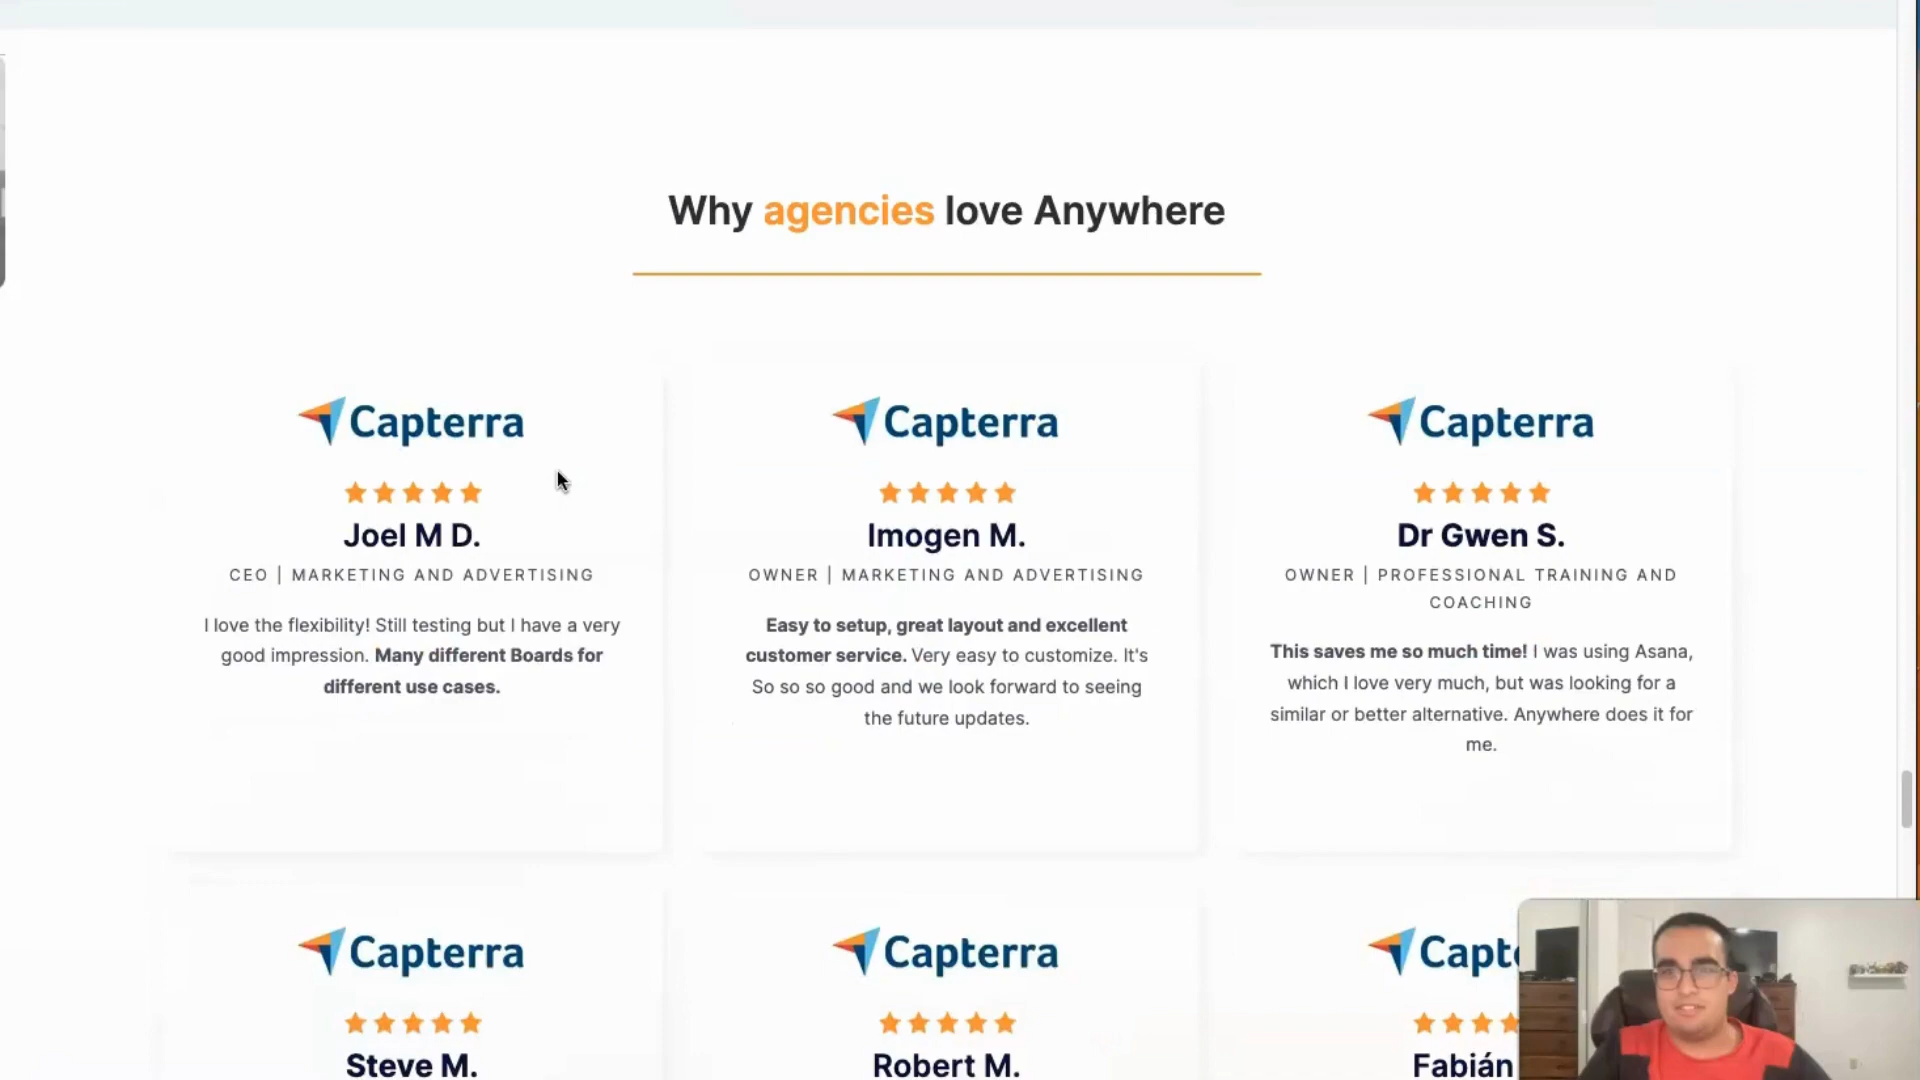 Why agencies love Anywhere
Capterra
Joel M D.
CEO | MARKETING AND ADVERTISING
I love the flexibility! Still testing but I have a very
good impression. Many different Boards for
different use cases.
Capterra
Imogen M.
OWNER | MARKETING AND ADVERTISING
Easy to setup, great layout and excellent
customer service. Very easy to customize. It's
So so so good and we look forward to seeing
the future updates.
Capterra
Dr Gwen S.
OWNER | PROFESSIONAL TRAINING AND
COACHING
This saves me so much time! I was using Asana,
which I love very much, but was looking for a
similar or better alternative. Anywhere does it for
me.
Capterra
Steve M.
Capterra
Robert M.
Capt
Fabián